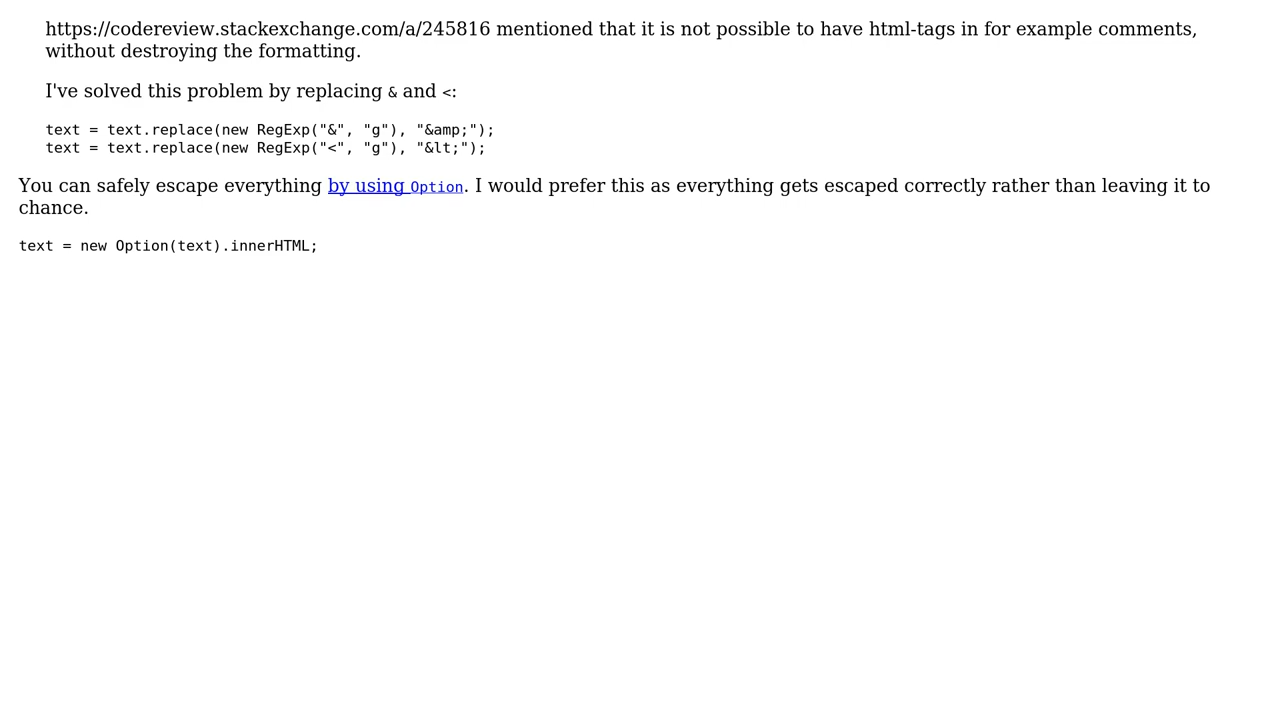 https://codereview.stackexchange.com/a/245816 mentioned that it is not possible to have html-tags in for example comments,
without destroying the formatting.
I've solved this problem by replacing & and <:
text = text.replace(new RegExp("&", "g"), "&amp;");
text = text.replace(new RegExp("<", "g"), "&lt;");
You can safely escape everything by using Option. I would prefer this as everything gets escaped correctly rather than leaving it to
chance.
text = new Option(text).innerHTML;